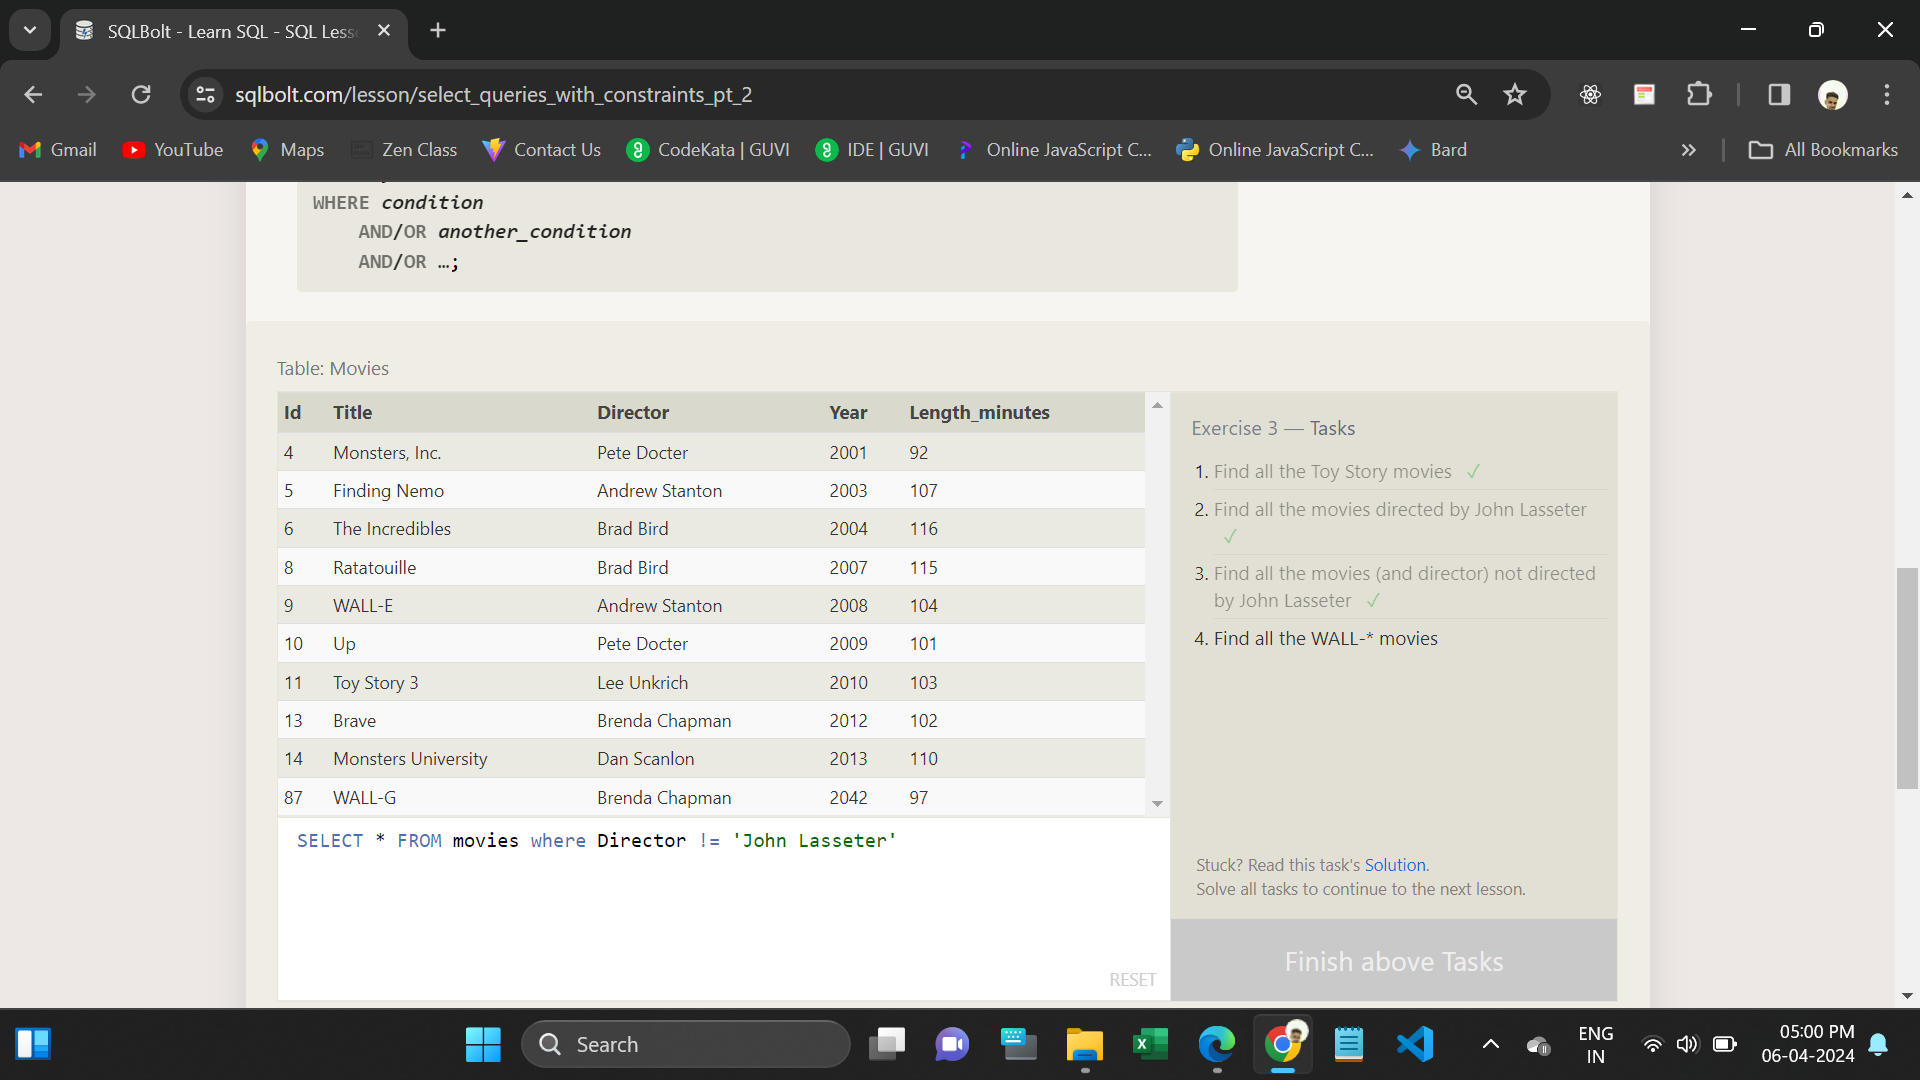 SQLBolt - Learn SQL - SQL Less
sqlbolt.com/lesson/select_queries_with_constraints_pt_2
Gmail YouTube Maps Zen Class Contact Us CodeKata | GUVI IDE | GUVI Online JavaScript C... Online JavaScript C... Bard » All Bookmarks
WHERE condition
AND/OR another_condition
AND/OR …;
Table: Movies
Id Title Director Year Length_minutes
4 Monsters, Inc. Pete Docter 2001 92
5 Finding Nemo Andrew Stanton 2003 107
6 The Incredibles Brad Bird 2004 116
8 Ratatouille Brad Bird 2007 115
9 WALL-E Andrew Stanton 2008 104
10 Up Pete Docter 2009 101
11 Toy Story 3 Lee Unkrich 2010 103
13 Brave Brenda Chapman 2012 102
14 Monsters University Dan Scanlon 2013 110
87 WALL-G Brenda Chapman 2042 97
SELECT * FROM movies where Director != 'John Lasseter'
RESET
Exercise 3 — Tasks
1. Find all the Toy Story movies ✓
2. Find all the movies directed by John Lasseter
✓
3. Find all the movies (and director) not directed
by John Lasseter ✓
4. Find all the WALL-* movies
Stuck? Read this task's Solution.
Solve all tasks to continue to the next lesson.
Finish above Tasks
Search
ENG
IN
05:00 PM
06-04-2024